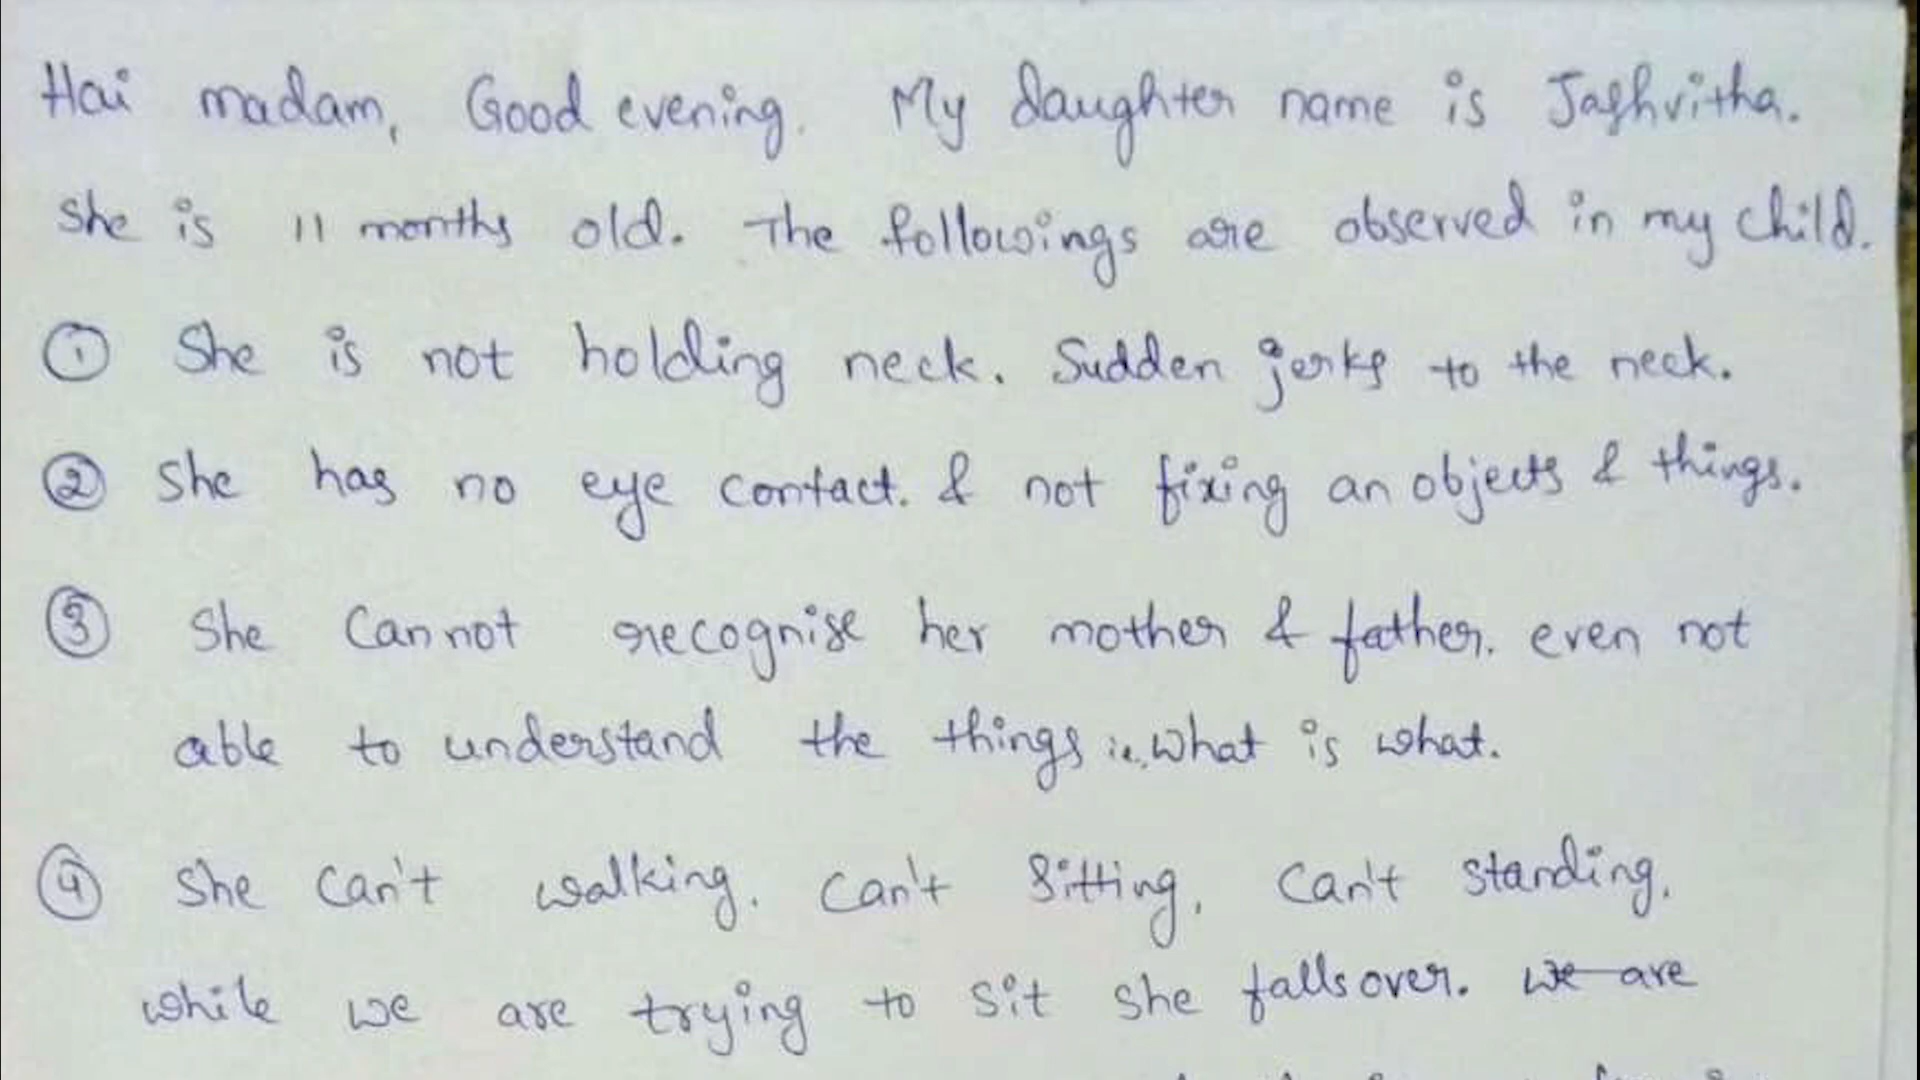 Hai madam, Good evening. My daughter name is Jashvitha.
She is 11 months old. The followings are observed in my child.
① She is not holding neck. Sudden jerks to the neck.
② She has no eye contact. & not fixing an objects & things.
③ She Cannot recognise her mother & father. even not
able to understand the things ie, what is what.
④ She can't walking. can't sitting, can't standing,
while we are trying to sit she falls over. We are